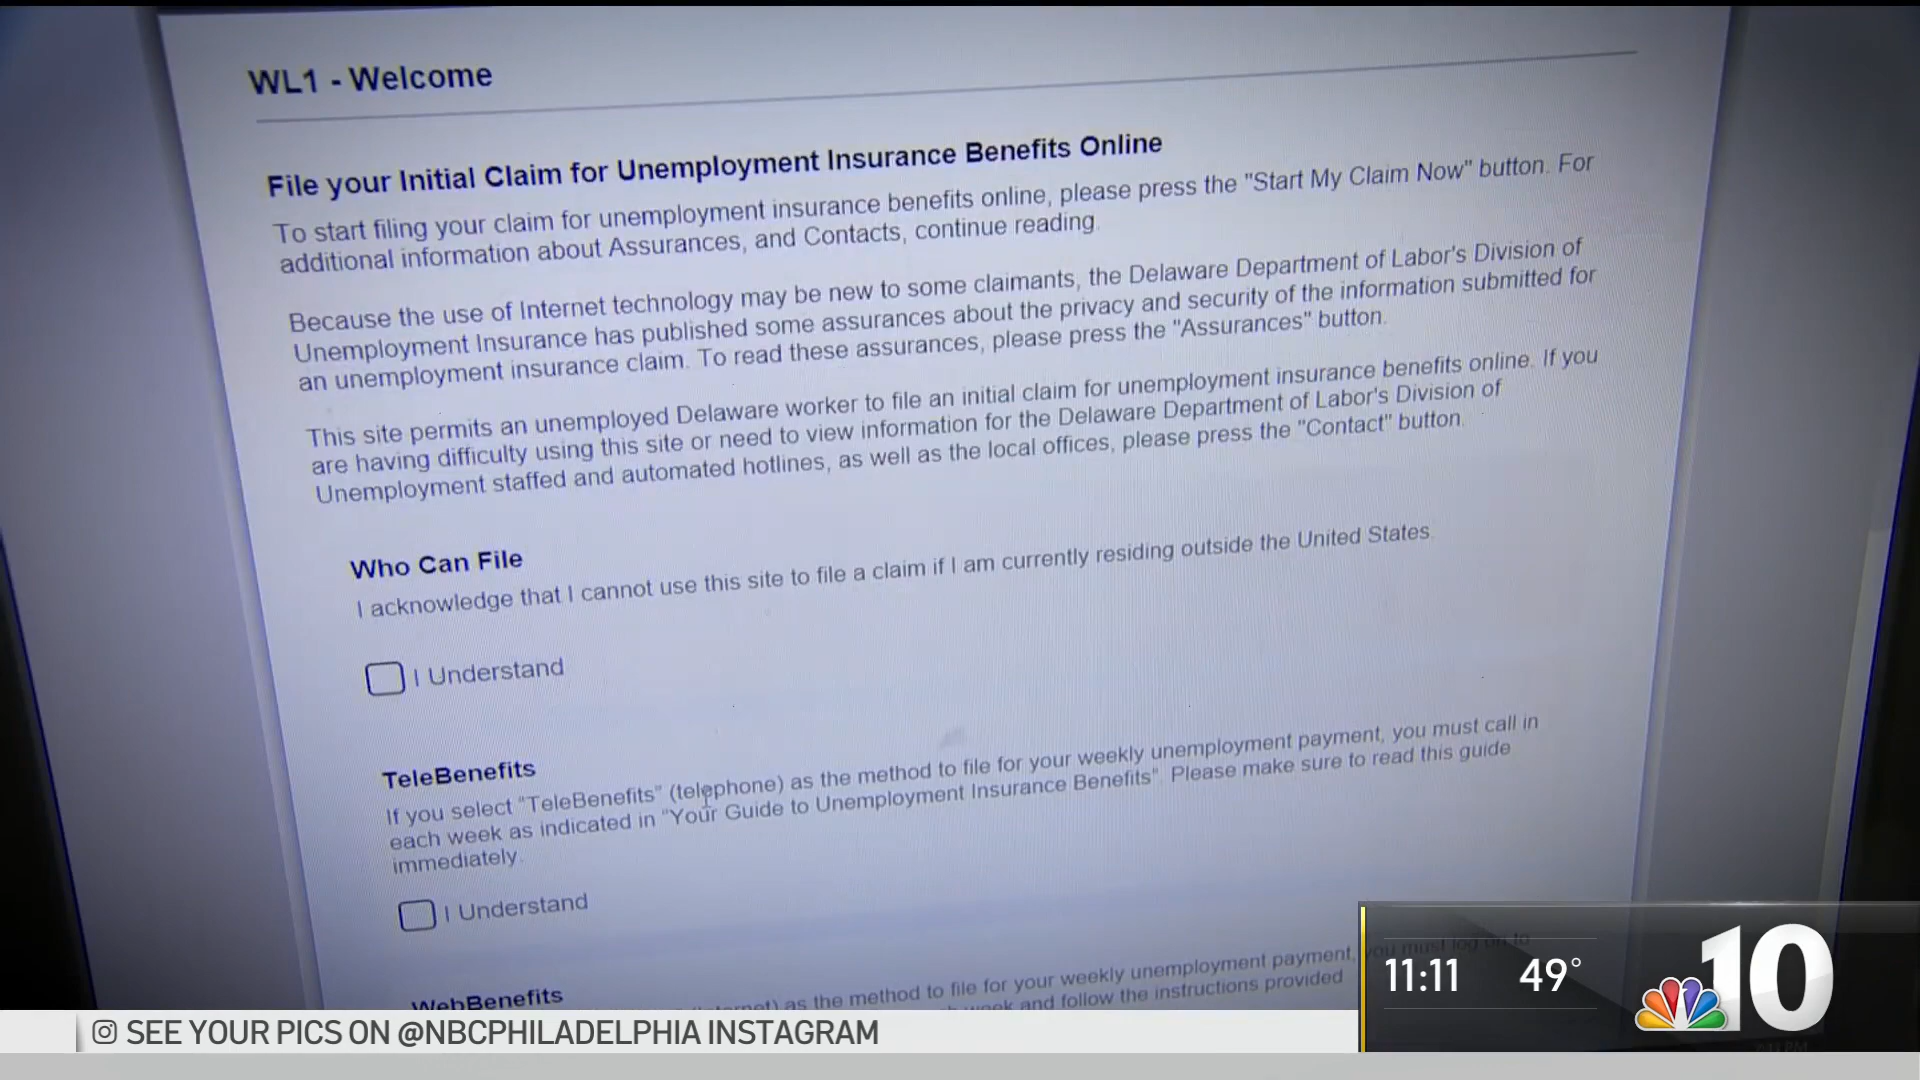 WL1 - Welcome
File your Initial Claim for Unemployment Insurance Benefits Online
To start filing your claim for unemployment insurance benefits online, please press the "Start My Claim Now" button. For
additional information about Assurances, and Contacts, continue reading.
Because the use of Internet technology may be new to some claimants, the Delaware Department of Labor's Division of
Unemployment Insurance has published some assurances about the privacy and security of the information submitted for
an unemployment insurance claim. To read these assurances, please press the "Assurances" button.
This site permits an unemployed Delaware worker to file an initial claim for unemployment insurance benefits online. If you
are having difficulty using this site or need to view information for the Delaware Department of Labor's Division of
Unemployment staffed and automated hotlines, as well as the local offices, please press the "Contact" button.
Who Can File
I acknowledge that I cannot use this site to file a claim if I am currently residing outside the United States.
I Understand
TeleBenefits
If you select "TeleBenefits" (telephone) as the method to file for your weekly unemployment payment, you must call in
each week as indicated in "Your Guide to Unemployment Insurance Benefits". Please make sure to read this guide
immediately.
I Understand
WebBenefits
as the method to file for your weekly unemployment payment, you must log on to
week and follow the instructions provided
11:11 49°
10
SEE YOUR PICS ON @NBCPHILADELPHIA INSTAGRAM